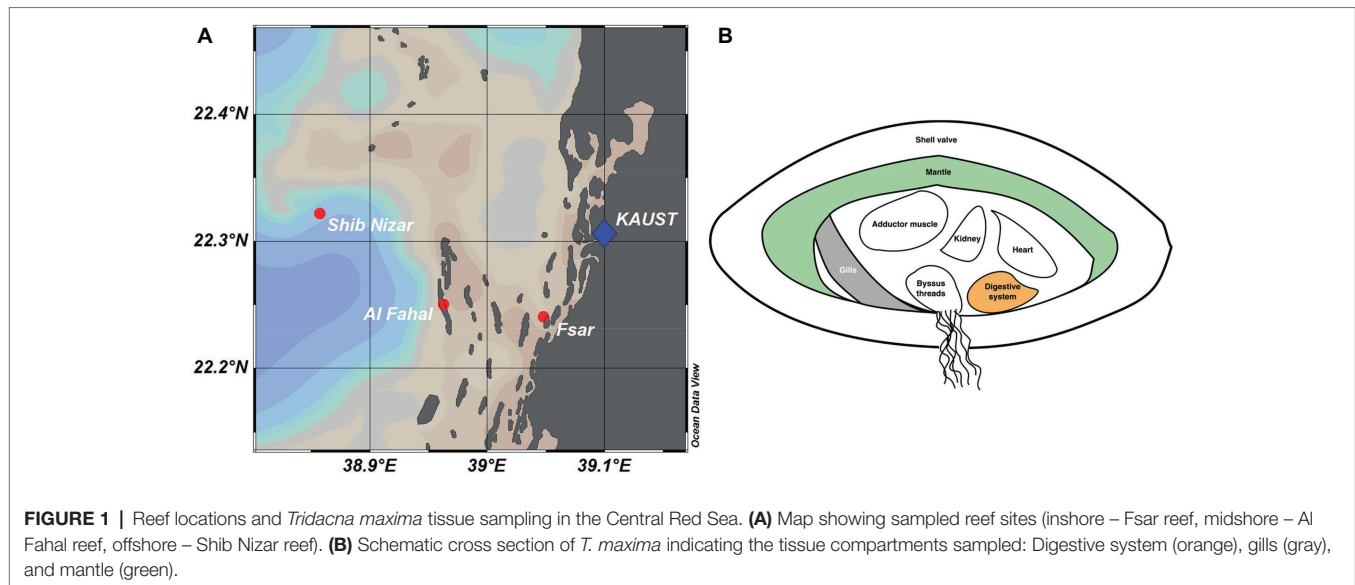 A
B
22.4°N
22.3°N
22.2°N
38.9°E
39°E
39.1°E
Shib Nizar
KAUST
Al Fahal
Fsar
Ocean Data View
Shell valve
Mantle
Adductor muscle
Kidney
Heart
Gills
Byssus
threads
Digestive
system
FIGURE 1 | Reef locations and Tridacna maxima tissue sampling in the Central Red Sea. (A) Map showing sampled reef sites (inshore – Fsar reef, midshore – Al
Fahal reef, offshore – Shib Nizar reef). (B) Schematic cross section of T. maxima indicating the tissue compartments sampled: Digestive system (orange), gills (gray),
and mantle (green).